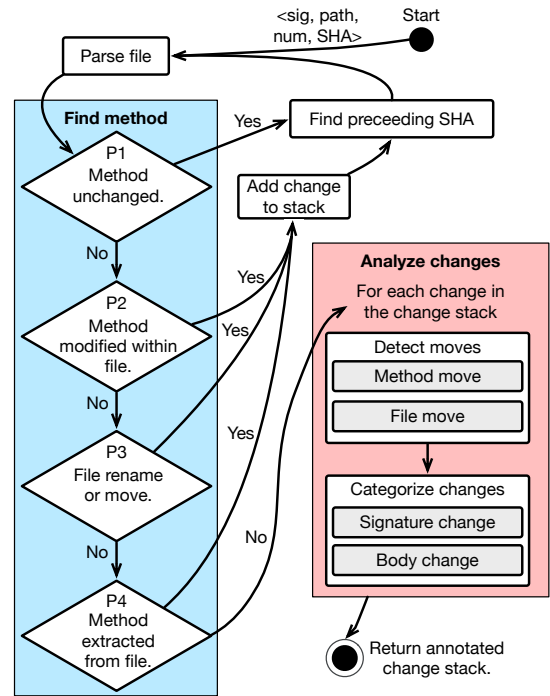 <sig, path,
num, SHA>
Start
Parse file
Find method
Yes
Find preceeding SHA
P1
Method
unchanged.
Add change
to stack
No
Yes
P2
Method
modified within
file.
Yes
No
P3
File rename
or move.
Yes
No
No
P4
Method
extracted
from file.
Analyze changes
For each change in
the change stack
Detect moves
Method move
File move
Categorize changes
Signature change
Body change
Return annotated
change stack.